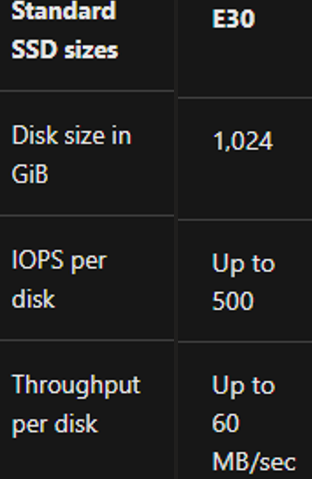 Standard
SSD sizes
E30
Disk size in
GiB
1,024
IOPS per
disk
Up to
500
Throughput
per disk
Up to
60
MB/sec